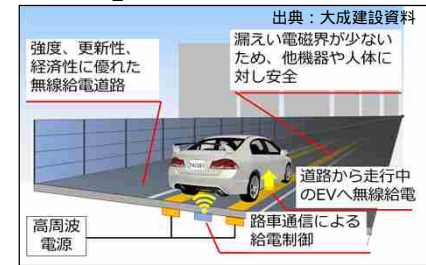 出典：大成建設資料
強度、更新性、
経済性に優れた
無線給電道路
漏えい電磁界が少ない
ため、他機器や人体に
対し安全
道路から走行中
のEVへ無線給電
路車通信による
給電制御
高周波
電源